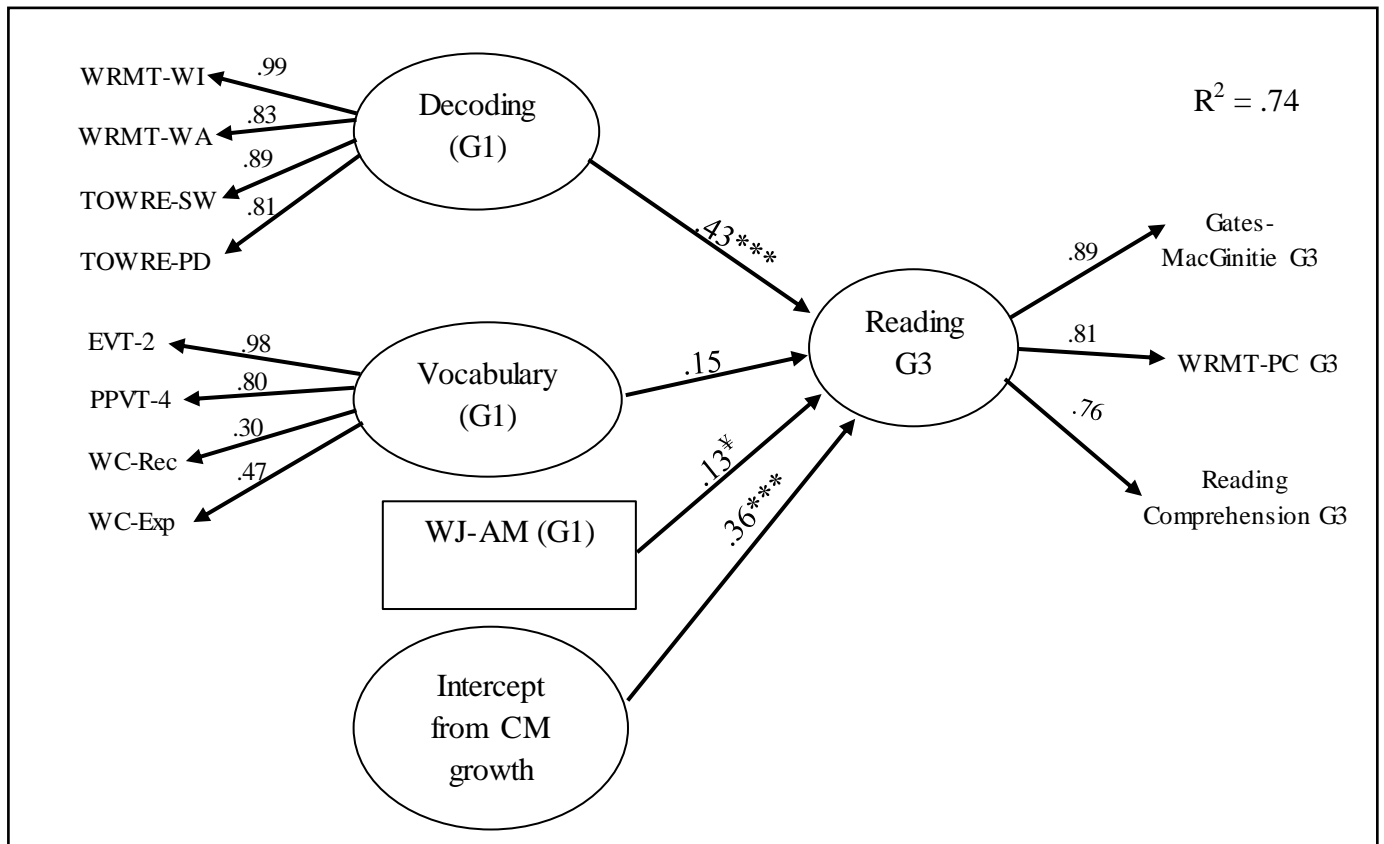 WRMT-WI
.99
WRMT-WA
.83
TOWRE-SW
.89
TOWRE-PD
.81
Decoding
(G1)
R² = .74
.43***
EVT-2
.98
PPVT-4
.80
WC-Rec
.30
WC-Exp
.47
Vocabulary
(G1)
.15
WJ-AM (G1)
.13¥
Intercept
from CM
growth
.36***
Reading
G3
.89
Gates-
MacGinitie G3
.81
WRMT-PC G3
.76
Reading
Comprehension G3